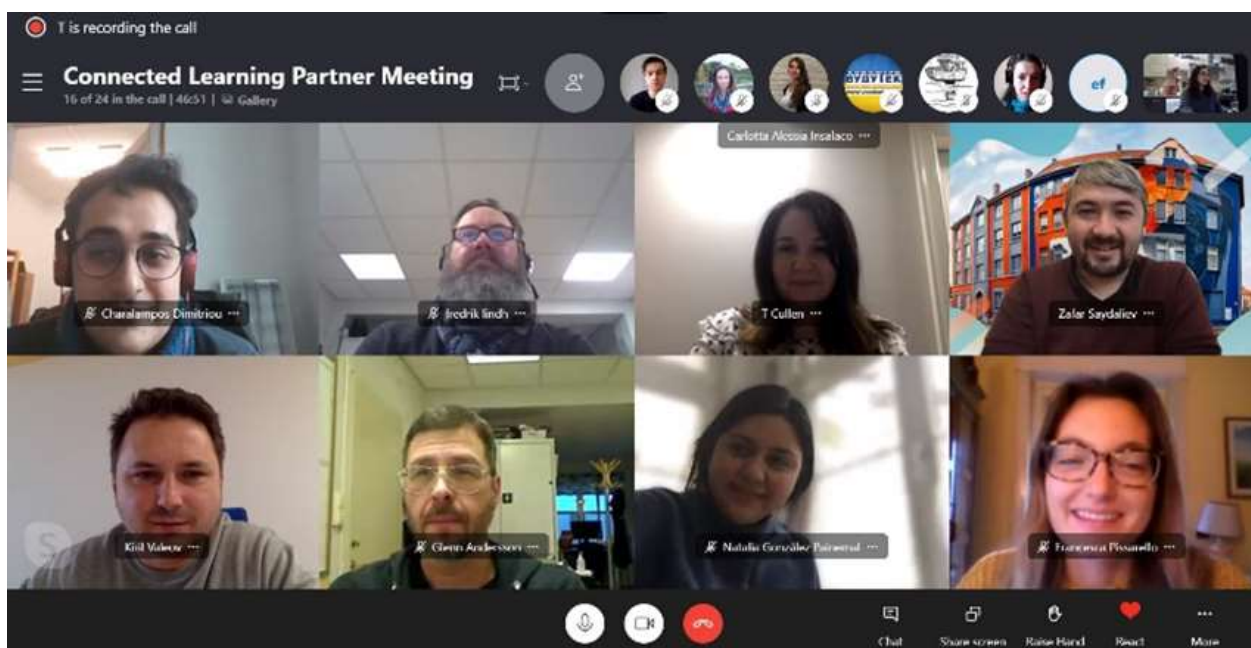 T is recording the call
Connected Learning Partner Meeting
16 of 24 in the call | 46:51 | Gallery
ef
Carlotta Alessia Insalaco ···
Charalampos Dimitriou ···
fredrik lindh ···
T Cullen ···
Zafar Saydaliev ···
Kiril ···
Glenn Andersson ···
Natalia González ···
Francesca Pissarello ···
Chat
Share screen
Raise Hand
React
More